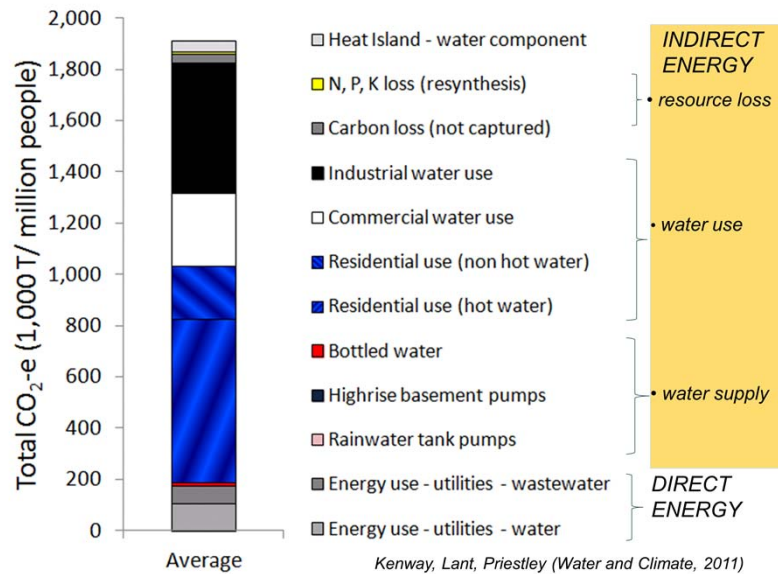 Total CO₂-e (1,000 T/ million people)
2,000
1,800
1,600
1,400
1,200
1,000
800
600
400
200
0
Average
Heat Island - water component
N, P, K loss (resynthesis)
Carbon loss (not captured)
Industrial water use
Commercial water use
Residential use (non hot water)
Residential use (hot water)
Bottled water
Highrise basement pumps
Rainwater tank pumps
Energy use - utilities - wastewater
Energy use - utilities - water
INDIRECT
ENERGY
• resource loss
• water use
• water supply
DIRECT
ENERGY
Kenway, Lant, Priestley (Water and Climate, 2011)